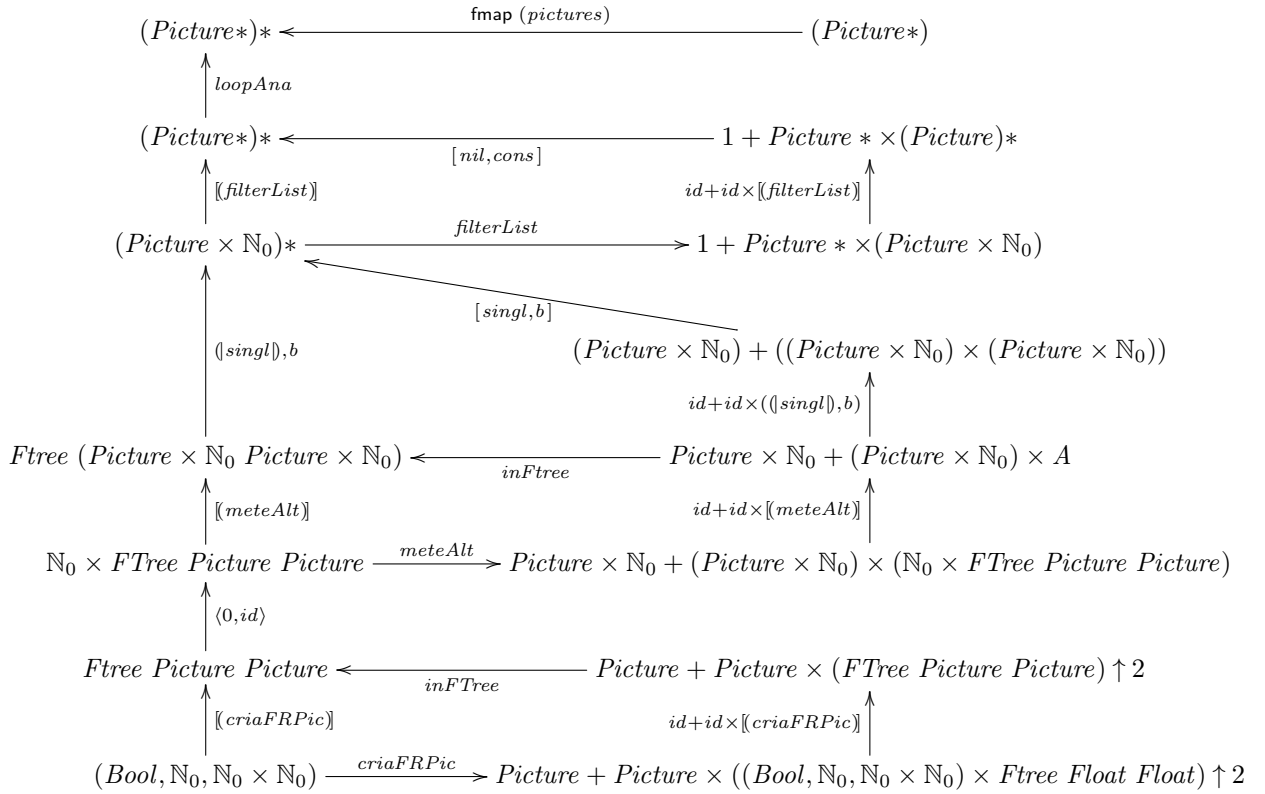 fmap (pictures)
(Picture∗)∗ (Picture∗)
loopAna
(Picture∗)∗ 1 + Picture ∗ ×(Picture)∗
[nil,cons]
[(filterList)] id+id×[(filterList)]
filterList
(Picture × ℕ₀)∗ 1 + Picture ∗ ×(Picture × ℕ₀)
[singl,b]
(Picture × ℕ₀) + ((Picture × ℕ₀) × (Picture × ℕ₀))
(|singl|),b
id+id×((|singl|),b)
Ftree (Picture × ℕ₀ Picture × ℕ₀) Picture × ℕ₀ + (Picture × ℕ₀) × A
inFtree
[(meteAlt)] id+id×[(meteAlt)]
meteAlt
ℕ₀ × FTree Picture Picture Picture × ℕ₀ + (Picture × ℕ₀) × (ℕ₀ × FTree Picture Picture)
⟨0,id⟩
Ftree Picture Picture Picture + Picture × (FTree Picture Picture) ↑ 2
inFTree
[(criaFRPic)] id+id×[(criaFRPic)]
criaFRPic
(Bool, ℕ₀, ℕ₀ × ℕ₀) Picture + Picture × ((Bool, ℕ₀, ℕ₀ × ℕ₀) × Ftree Float Float) ↑ 2